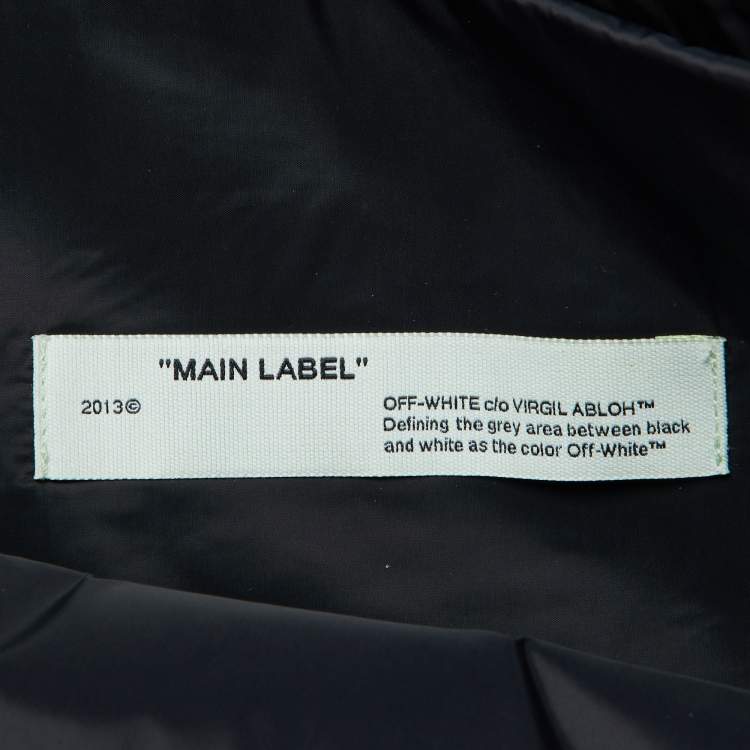 "MAIN LABEL"
2013©
OFF-WHITE c/o VIRGIL ABLOH™
Defining the grey area between black
and white as the color Off-White™